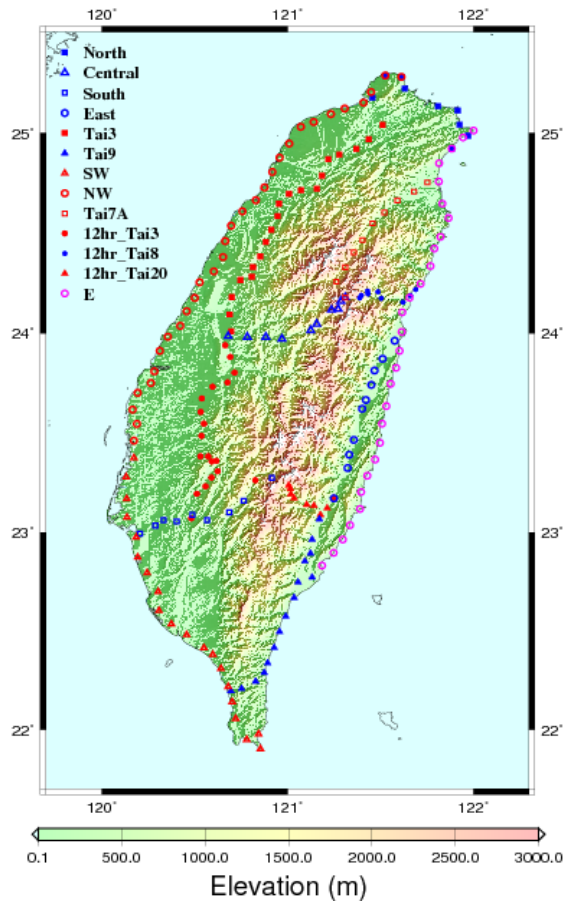 120° 121° 122°
North
Central
South
East
Tai3
Tai9
SW
NW
Tai7A
12hr_Tai3
12hr_Tai8
12hr_Tai20
E
25° 25°
24° 24°
23° 23°
22° 22°
120° 121° 122°
0.1 500.0 1000.0 1500.0 2000.0 3000.0
Elevation (m)